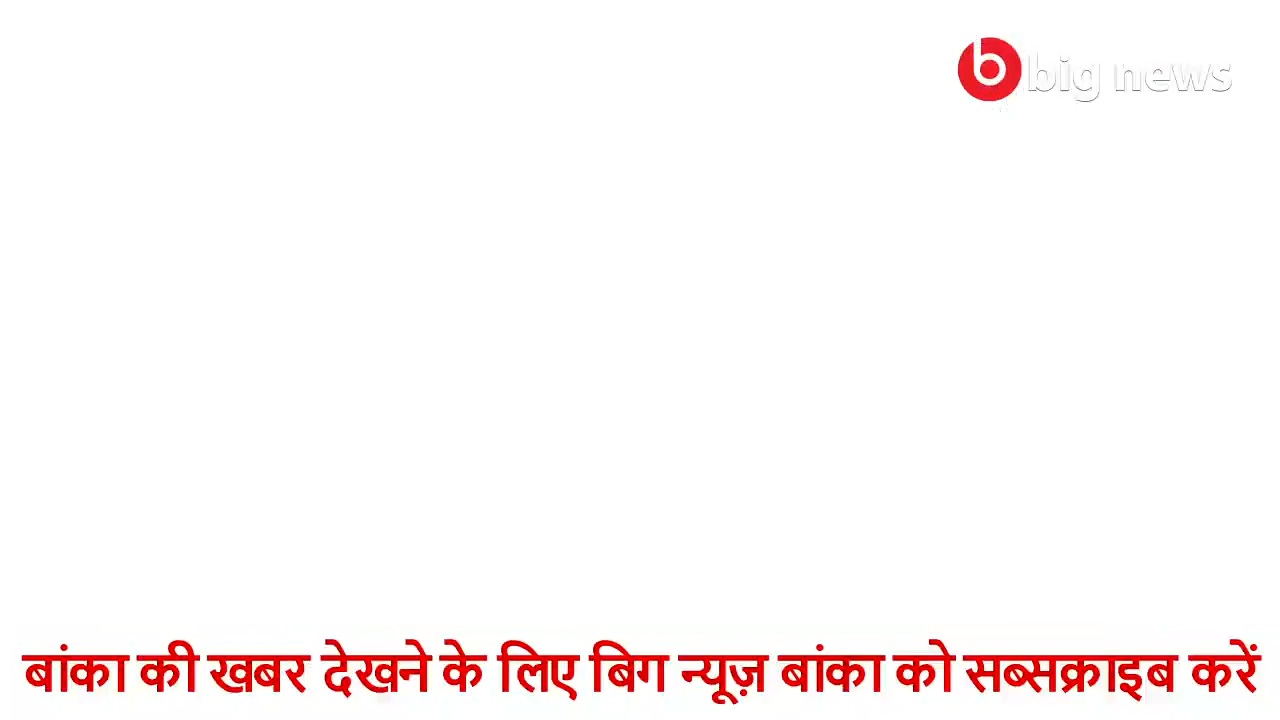 b big news
बांका की खबर देखने के लिए बिग न्यूज़ बांका को सब्सक्राइब करें